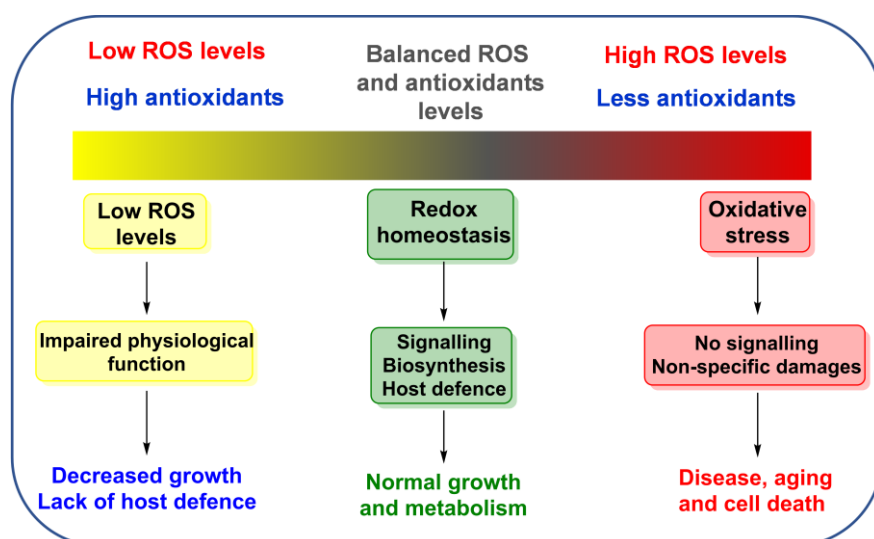 Low ROS levels
High antioxidants
Balanced ROS
and antioxidants
levels
High ROS levels
Less antioxidants
Low ROS
levels
Redox
homeostasis
Oxidative
stress
Impaired physiological
function
Signalling
Biosynthesis
Host defence
No signalling
Non-specific damages
Decreased growth
Lack of host defence
Normal growth
and metabolism
Disease, aging
and cell death